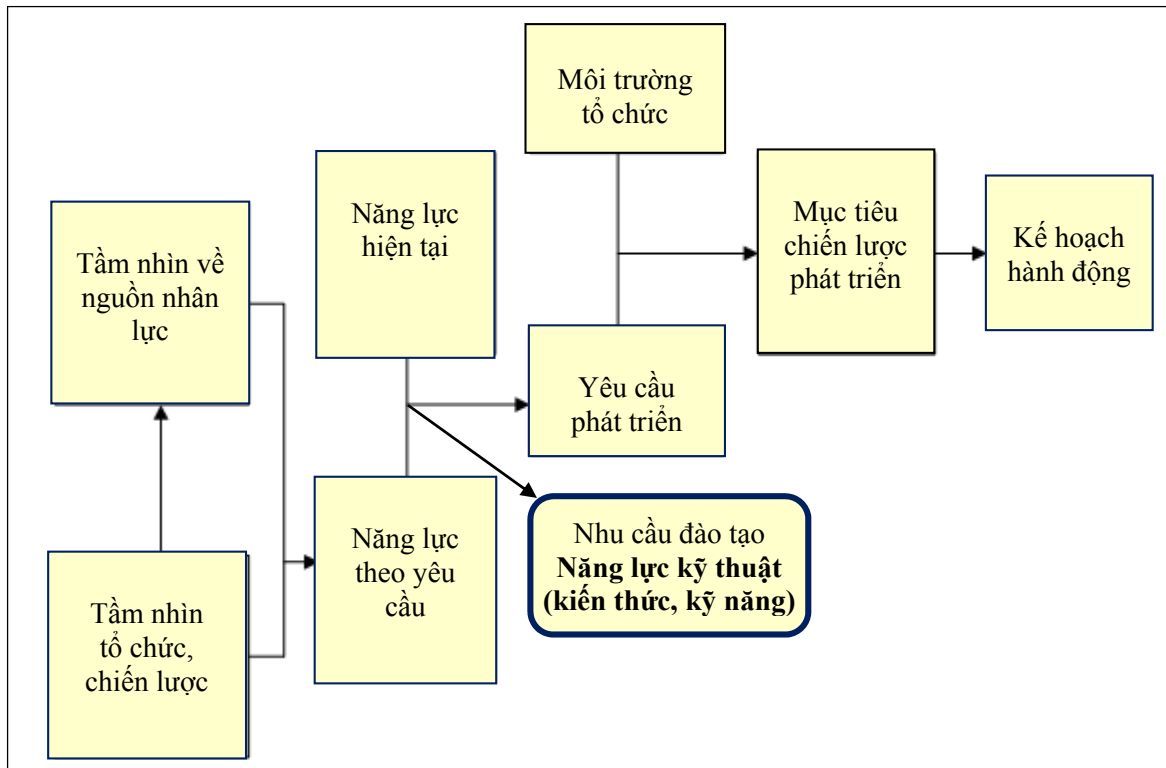 Môi trường
tổ chức
Năng lực
hiện tại
Mục tiêu
chiến lược
phát triển
Kế hoạch
hành động
Tầm nhìn về
nguồn nhân
lực
Yêu cầu
phát triển
Năng lực
theo yêu
cầu
Nhu cầu đào tạo
Năng lực kỹ thuật
(kiến thức, kỹ năng)
Tầm nhìn
tổ chức,
chiến lược